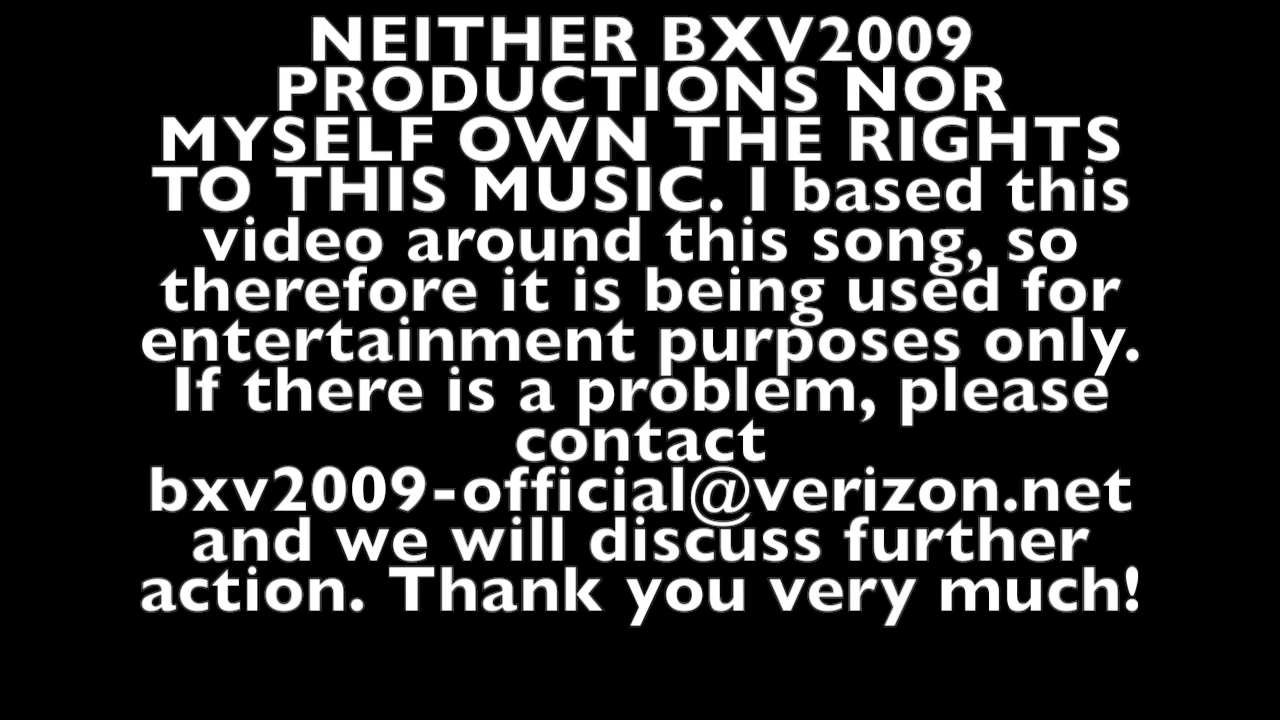 NEITHER BXV2009
PRODUCTIONS NOR
MYSELF OWN THE RIGHTS
TO THIS MUSIC. I based this
video around this song, so
therefore it is being used for
entertainment purposes only.
If there is a problem, please
contact
bxv2009-official@verizon.net
and we will discuss further
action. Thank you very much!